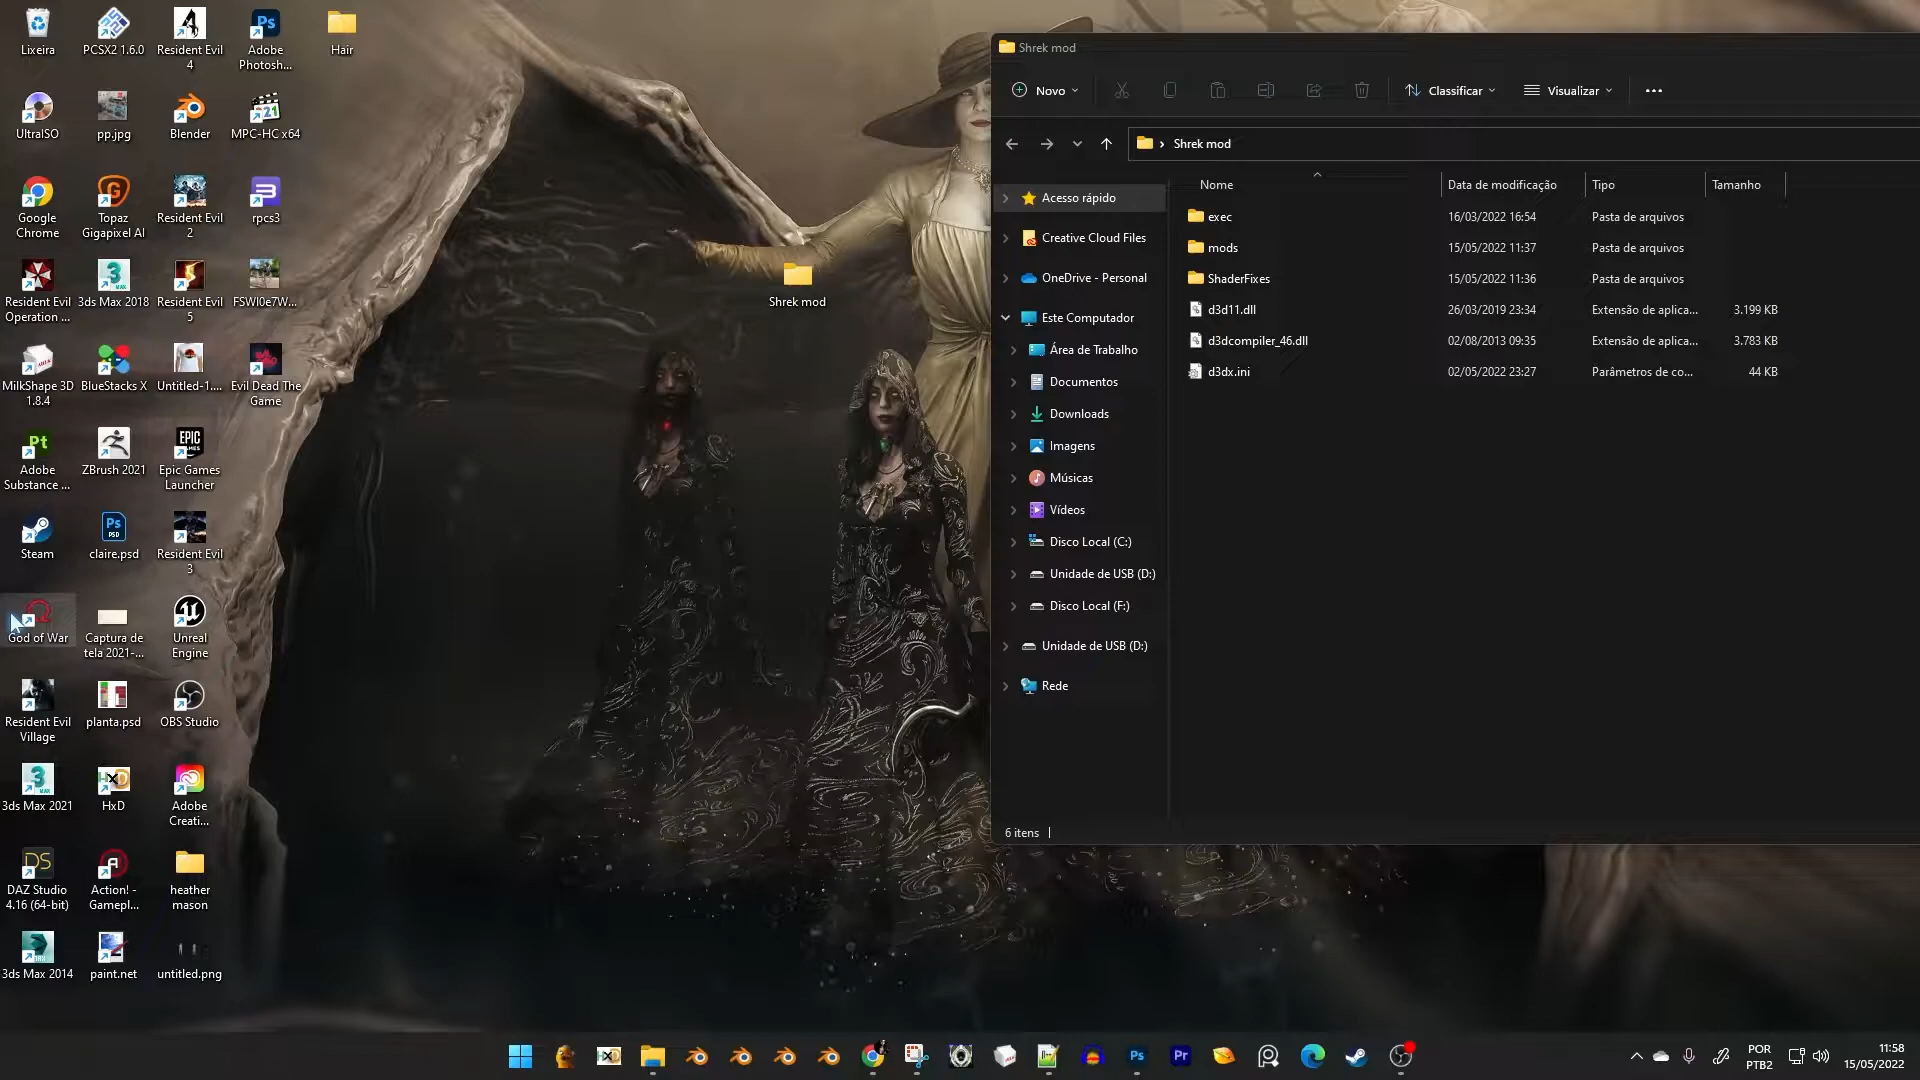 Lixeira
PCSX2 1.6.0
Resident Evil
4
Adobe
Photosh...
Hair
UltraISO
pp.jpg
Blender
MPC-HC x64
Google
Chrome
Topaz
Gigapixel AI
Resident Evil
2
rpcs3
Resident Evil
Operation ...
3ds Max 2018
Resident Evil
5
FSWI0e7W...
MilkShape 3D
1.8.4
BlueStacks X
Untitled-1....
Evil Dead The
Game
Adobe
Substance ...
ZBrush 2021
Epic Games
Launcher
Steam
claire.psd
Resident Evil
3
God of War
Captura de
tela 2021-...
Unreal
Engine
Resident Evil
Village
planta.psd
OBS Studio
3ds Max 2021
HxD
Adobe
Creati...
DAZ Studio
4.16 (64-bit)
Action! -
Gamepl...
heather
mason
3ds Max 2014
paint.net
untitled.png
Shrek mod
Shrek mod
Novo
Classificar
Visualizar
Shrek mod
Nome
Data de modificação
Tipo
Tamanho
exec 16/03/2022 16:54 Pasta de arquivos
mods 15/05/2022 11:37 Pasta de arquivos
ShaderFixes 15/05/2022 11:36 Pasta de arquivos
d3d11.dll 26/03/2019 23:34 Extensão de aplica... 3.199 KB
d3dcompiler_46.dll 02/08/2013 09:35 Extensão de aplica... 3.783 KB
d3dx.ini 02/05/2022 23:27 Parâmetros de co... 44 KB
Acesso rápido
Creative Cloud Files
OneDrive - Personal
Este Computador
Área de Trabalho
Documentos
Downloads
Imagens
Músicas
Vídeos
Disco Local (C:)
Unidade de USB (D:)
Disco Local (F:)
Unidade de USB (D:)
Rede
6 itens
POR
PTB2
11:58
15/05/2022